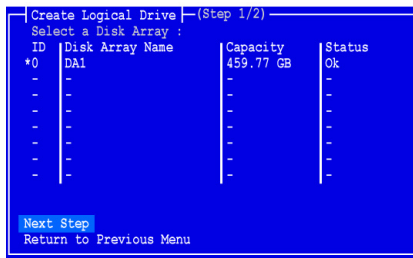 Create Logical Drive (Step 1/2)
Select a Disk Array :
ID Disk Array Name Capacity Status
*0 DA1 459.77 GB Ok
- - - -
- - - -
- - - -
- - - -
- - - -
- - - -
- - - -
Next Step
Return to Previous Menu